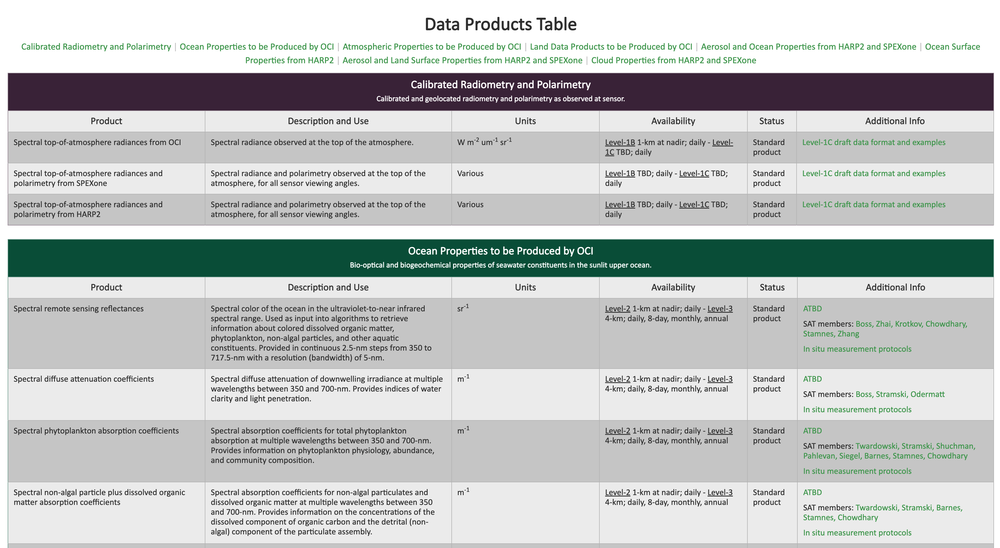 Data Products Table
Calibrated Radiometry and Polarimetry | Ocean Properties to be Produced by OCI | Atmospheric Properties to be Produced by OCI | Land Data Products to be Produced by OCI | Aerosol and Ocean Properties from HARP2 and SPEXone | Ocean Surface
Properties from HARP2 | Aerosol and Land Surface Properties from HARP2 and SPEXone | Cloud Properties from HARP2 and SPEXone
Calibrated Radiometry and Polarimetry
Calibrated and geolocated radiometry and polarimetry as observed at sensor.
Product
Description and Use
Units
Availability
Status
Additional Info
Spectral top-of-atmosphere radiances from OCI
Spectral radiance observed at the top of the atmosphere.
W m-2 um-1 sr-1
Level-1B 1-km at nadir; daily - Level-
1C TBD; daily
Standard
product
Level-1C draft data format and examples
Spectral top-of-atmosphere radiances and
polarimetry from SPEXone
Spectral radiance and polarimetry observed at the top of the
atmosphere, for all sensor viewing angles.
Various
Level-1B TBD; daily - Level-1C TBD;
daily
Standard
product
Level-1C draft data format and examples
Spectral top-of-atmosphere radiances and
polarimetry from HARP2
Spectral radiance and polarimetry observed at the top of the
atmosphere, for all sensor viewing angles.
Various
Level-1B TBD; daily - Level-1C TBD;
daily
Standard
product
Level-1C draft data format and examples
Ocean Properties to be Produced by OCI
Bio-optical and biogeochemical properties of seawater constituents in the sunlit upper ocean.
Product
Description and Use
Units
Availability
Status
Additional Info
Spectral remote sensing reflectances
Spectral color of the ocean in the ultraviolet-to-near infrared
spectral range. Used as input into algorithms to retrieve
information about colored dissolved organic matter,
phytoplankton, non-algal particles, and other aquatic
constituents. Provided in continuous 2.5-nm steps from 350 to
717.5-nm with a resolution (bandwidth) of 5-nm.
sr-1
Level-2 1-km at nadir; daily - Level-3
4-km; daily, 8-day, monthly, annual
Standard
product
ATBD
SAT members: Boss, Zhai, Krotkov, Chowdhary,
Stamnes, Zhang
In situ measurement protocols
Spectral diffuse attenuation coefficients
Spectral diffuse attenuation of downwelling irradiance at multiple
wavelengths between 350 and 700-nm. Provides indices of water
clarity and light penetration.
m-1
Level-2 1-km at nadir; daily - Level-3
4-km; daily, 8-day, monthly, annual
Standard
product
ATBD
SAT members: Boss, Stramski, Odermatt
In situ measurement protocols
Spectral phytoplankton absorption coefficients
Spectral absorption coefficients for total phytoplankton
absorption at multiple wavelengths between 350 and 700-nm.
Provides information on phytoplankton physiology, abundance,
and community composition.
m-1
Level-2 1-km at nadir; daily - Level-3
4-km; daily, 8-day, monthly, annual
Standard
product
ATBD
SAT members: Twardowski, Stramski, Shuchman,
Pahlevan, Siegel, Barnes, Stamnes, Chowdhary
In situ measurement protocols
Spectral non-algal particle plus dissolved organic
matter absorption coefficients
Spectral absorption coefficients for non-algal particulates and
dissolved organic matter at multiple wavelengths between 350
and 700-nm. Provides information on the concentrations of the
dissolved component of organic carbon and the detrital (non-
algal) component of the particulate assembly.
m-1
Level-2 1-km at nadir; daily - Level-3
4-km; daily, 8-day, monthly, annual
Standard
product
ATBD
SAT members: Twardowski, Stramski, Barnes,
Stamnes, Chowdhary
In situ measurement protocols